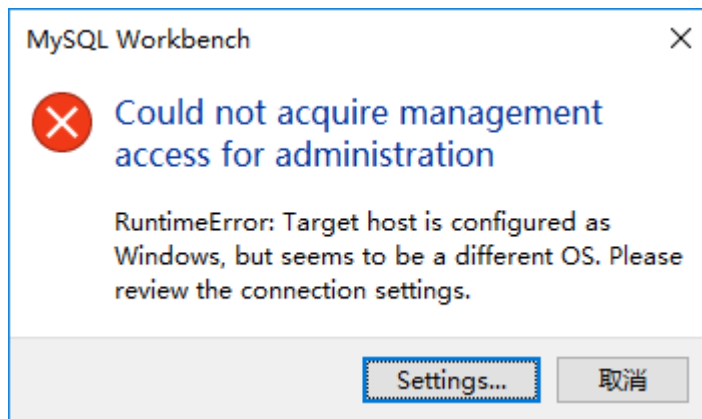 MySQL Workbench
Could not acquire management
access for administration
RuntimeError: Target host is configured as
Windows, but seems to be a different OS. Please
review the connection settings.
Settings...
取消